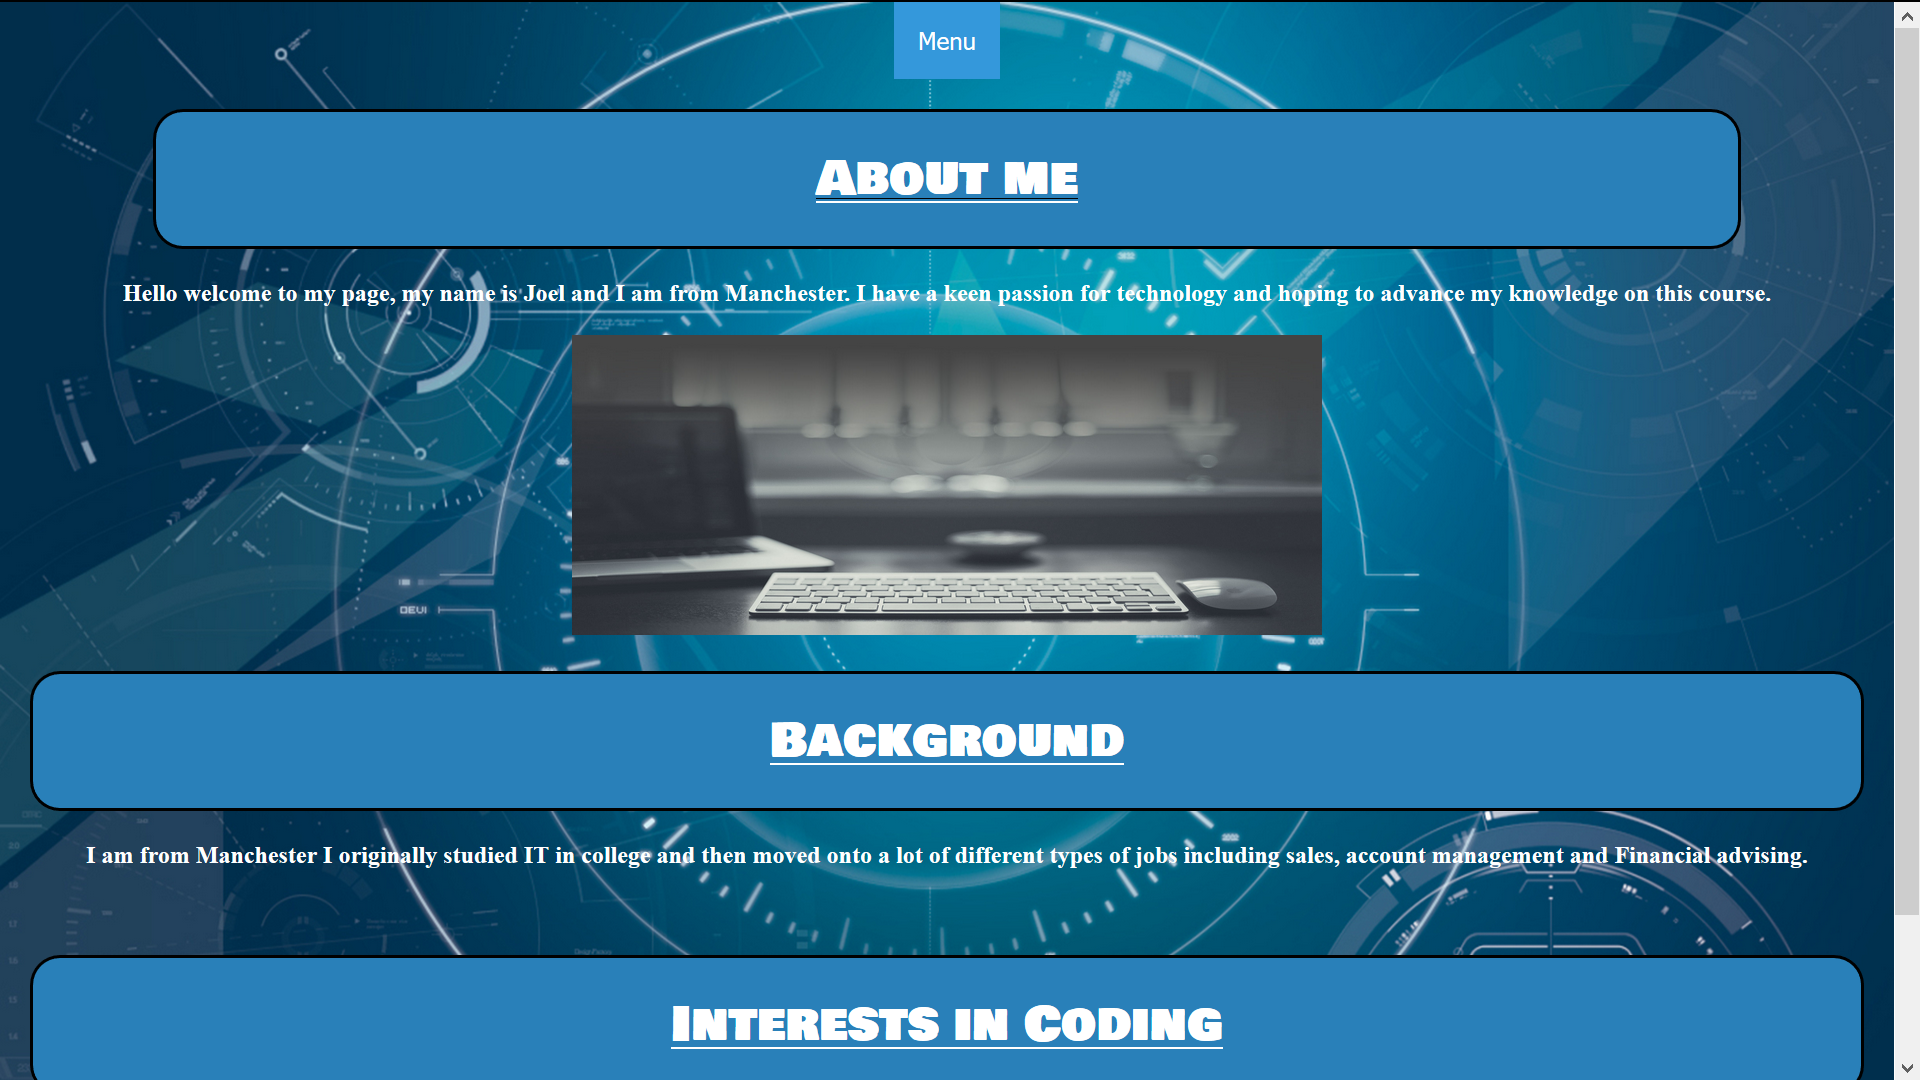 Menu
About me
Hello welcome to my page, my name is Joel and I am from Manchester. I have a keen passion for technology and hoping to advance my knowledge on this course.
DEVI
Background
I am from Manchester I originally studied IT in college and then moved onto a lot of different types of jobs including sales, account management and Financial advising.
Interests in Coding